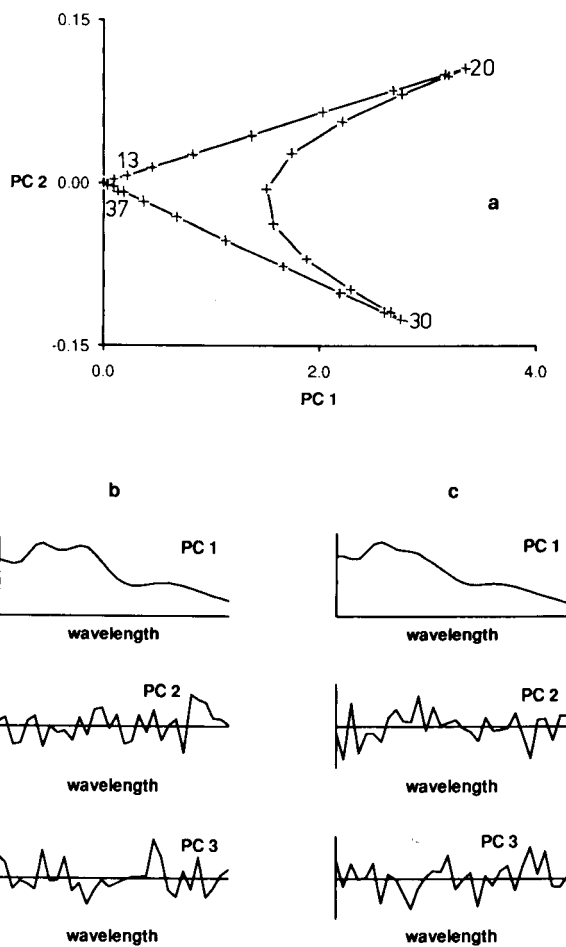 0.15
20
13
PC 2 0.00
37
a
30
-0.15
0.0 2.0 4.0
PC 1
b c
PC 1 PC 1
wavelength wavelength
PC 2 PC 2
wavelength wavelength
PC 3 PC 3
wavelength wavelength